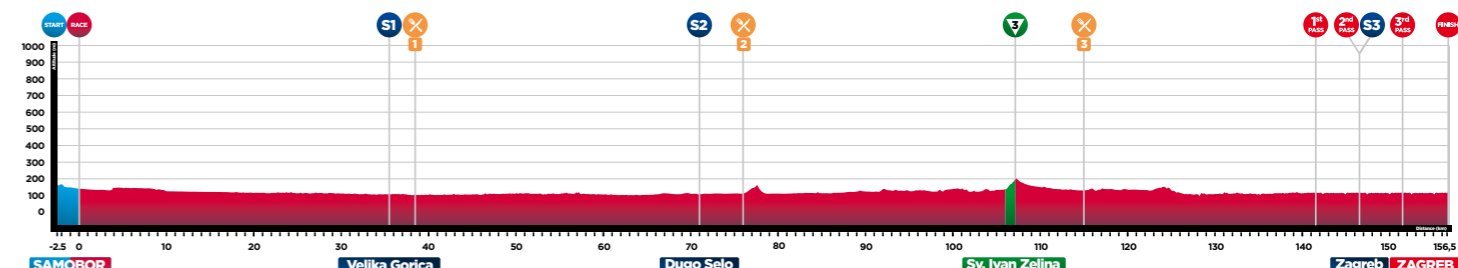 START RACE S1 S2 3 1st PASS 2nd PASS S3 3rd PASS FINISH
1 2 3
1000
900
800
700
600
500
400
300
200
100
0
Distance (km)
-2.5 0 10 20 30 40 50 60 70 80 90 100 110 120 130 140 150 156,5
SAMOBOR Velika Gorica Dugo Selo Sv. Ivan Zelina Zagreb ZAGREB